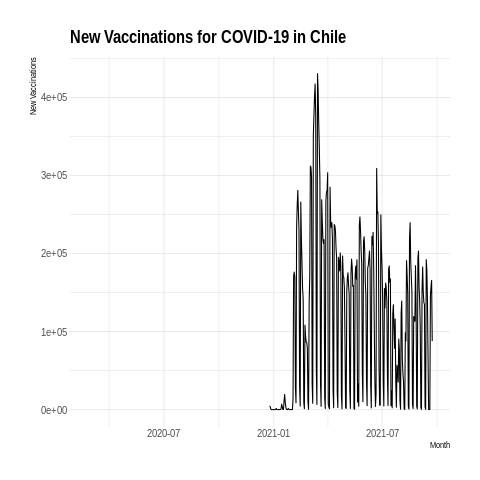 New Vaccinations for COVID-19 in Chile
New Vaccinations
4e+05
3e+05
2e+05
1e+05
0e+00
2020-07 2021-01 2021-07
Month